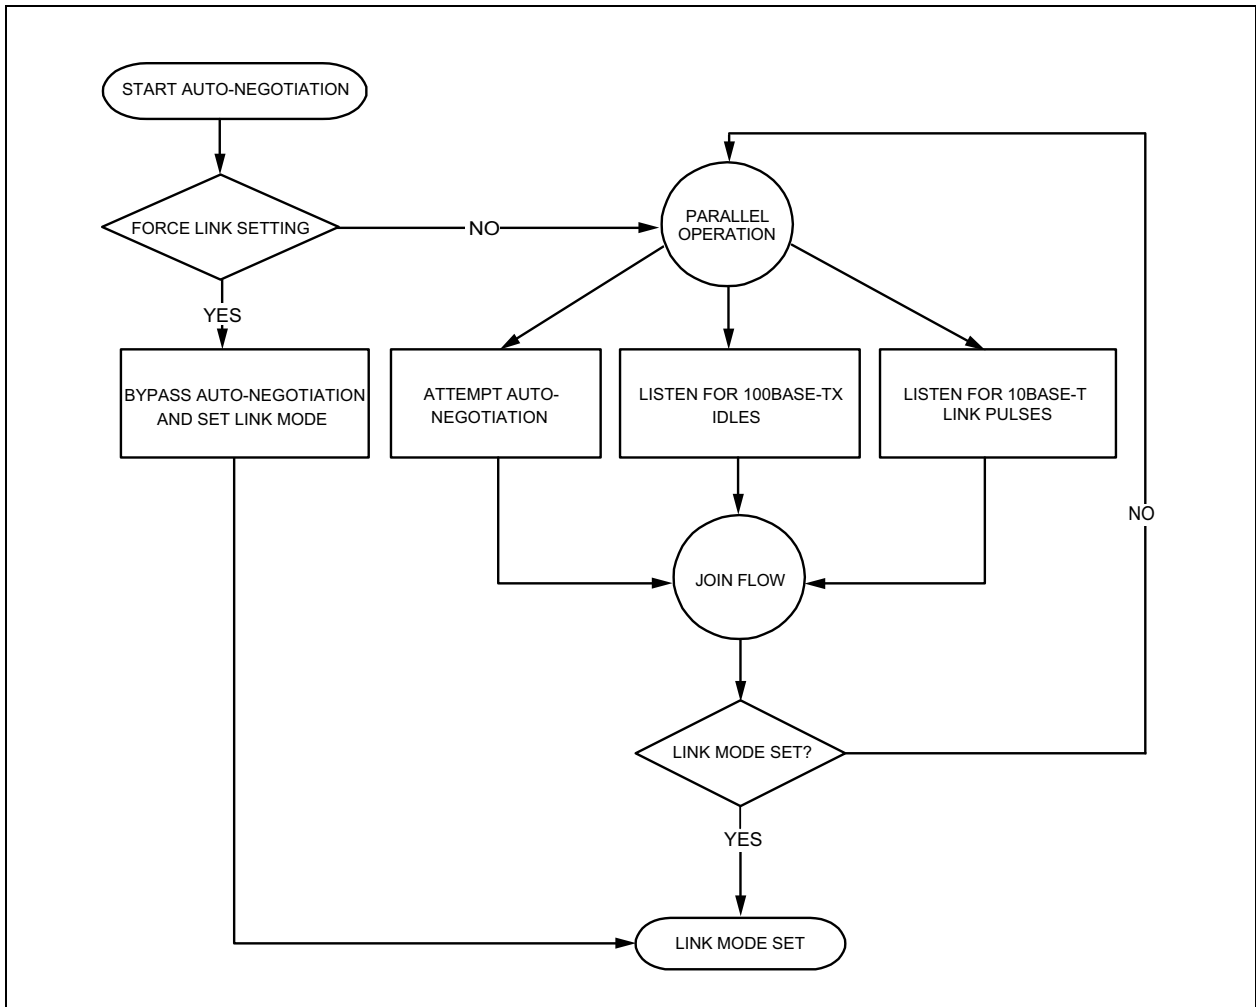 START AUTO-NEGOTIATION
FORCE LINK SETTING
NO
PARALLEL
OPERATION
YES
BYPASS AUTO-NEGOTIATION
AND SET LINK MODE
ATTEMPT AUTO-
NEGOTIATION
LISTEN FOR 100BASE-TX
IDLES
LISTEN FOR 10BASE-T
LINK PULSES
NO
JOIN FLOW
LINK MODE SET?
YES
LINK MODE SET